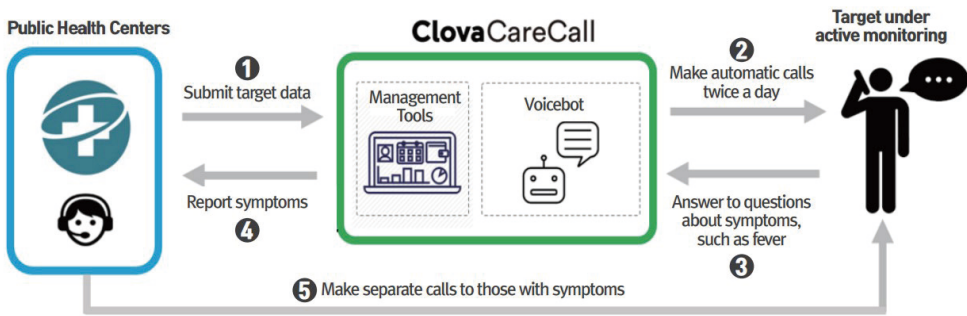 Public Health Centers
ClovaCareCall
Target under
active monitoring
1
Submit target data
Management
Tools
Voicebot
2
Make automatic calls
twice a day
Report symptoms
4
Answer to questions
about symptoms,
such as fever
3
5 Make separate calls to those with symptoms